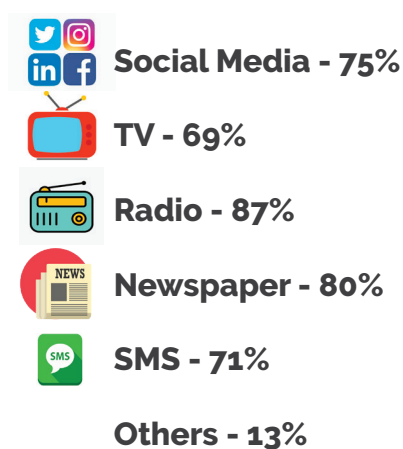 Social Media - 75%
TV - 69%
Radio - 87%
NEWS
Newspaper - 80%
SMS
SMS - 71%
Others - 13%